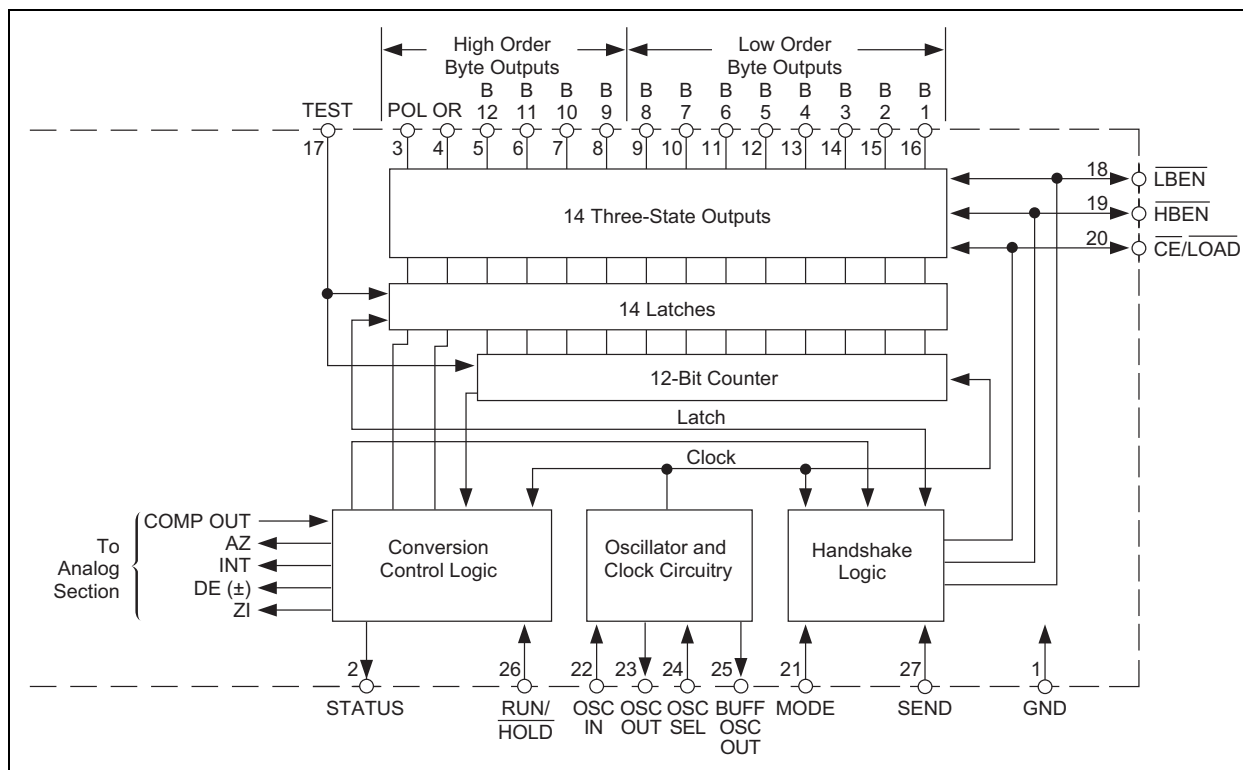 High Order
Byte Outputs
Low Order
Byte Outputs
TEST
POL OR
B B B B B B B B B B B B
12 11 10 9 8 7 6 5 4 3 2 1
17 3 4 5 6 7 8 9 10 11 12 13 14 15 16
18 LBEN
19 HBEN
20 CE/LOAD
14 Three-State Outputs
14 Latches
12-Bit Counter
Latch
Clock
To
Analog
Section
COMP OUT
AZ
INT
DE (±)
ZI
Conversion
Control Logic
Oscillator and
Clock Circuitry
Handshake
Logic
2 26 22 23 24 25 21 27 1
STATUS
RUN/
HOLD
OSC
IN
OSC
OUT
OSC
SEL
BUFF
OSC
OUT
MODE
SEND
GND